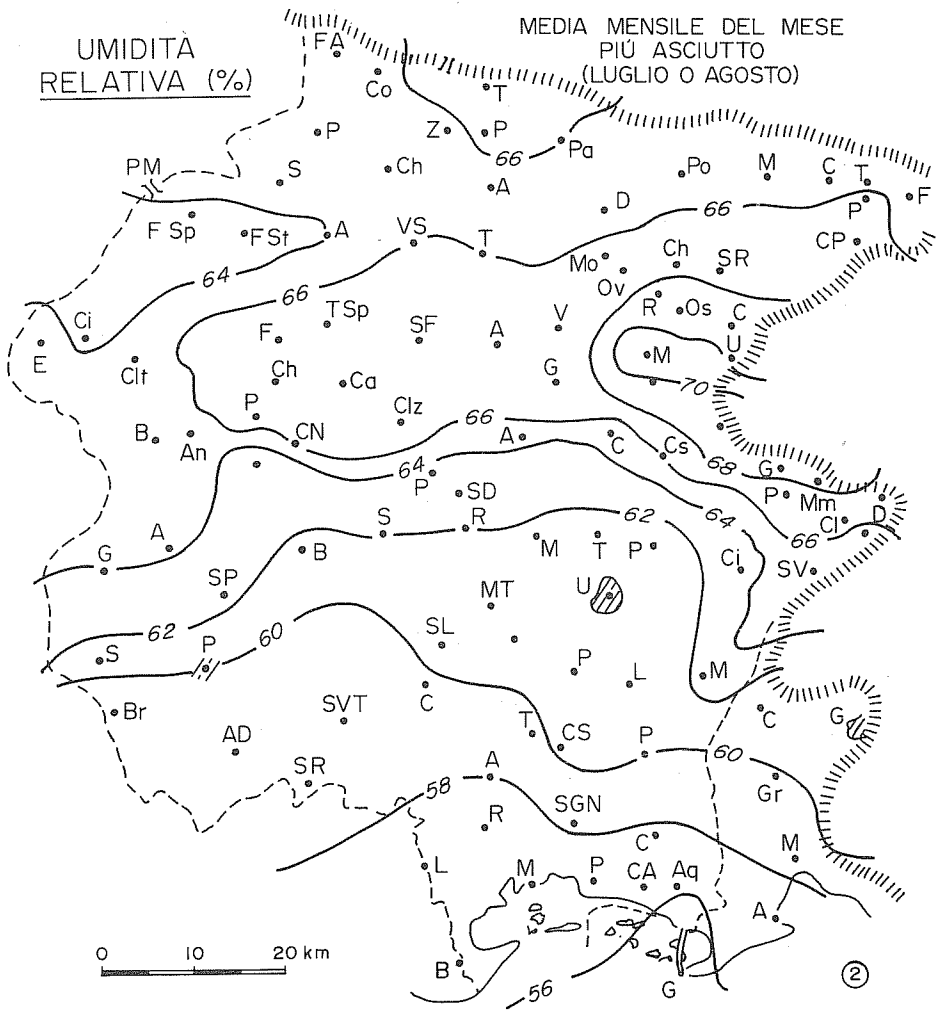 UMIDITÀ
RELATIVA (%)
MEDIA MENSILE DEL MESE
PIÚ ASCIUTTO
(LUGLIO O AGOSTO)
FA
Co
T
P
Z
P
Pa
66
PM
S
Ch
A
Po
M
C
T
F
F Sp
F St
A
VS
T
D
66
P
CP
64
66
Mo
Ov
Ch
SR
Ci
E
Clt
F
TSp
SF
A
V
R
Os
C
U
M
70
Ch
Ca
G
P
Clz
B
An
CN
66
A
C
Cs
68
G
Mm
P
Cl
D
64
P
SD
64
66
SV
G
A
B
S
R
62
M
T
P
Ci
SP
MT
U
62
60
SL
S
P
P
L
M
Br
SVT
C
C
G
AD
T
CS
P
60
SR
58
A
Gr
R
SGN
C
M
L
M
P
CA
Aq
A
B
56
G
0 10 20 km
2